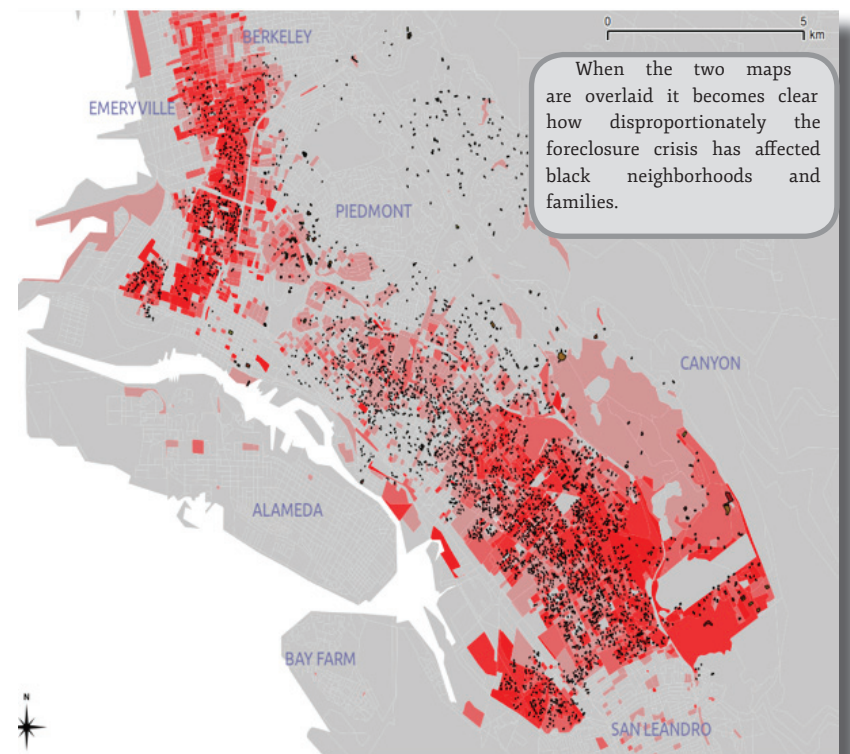 BERKELEY
0 5
km
EMERYVILLE
When the two maps
are overlaid it becomes clear
how disproportionately the
foreclosure crisis has affected
black neighborhoods and
families.
PIEDMONT
CANYON
ALAMEDA
BAY FARM
N
SAN LEANDRO